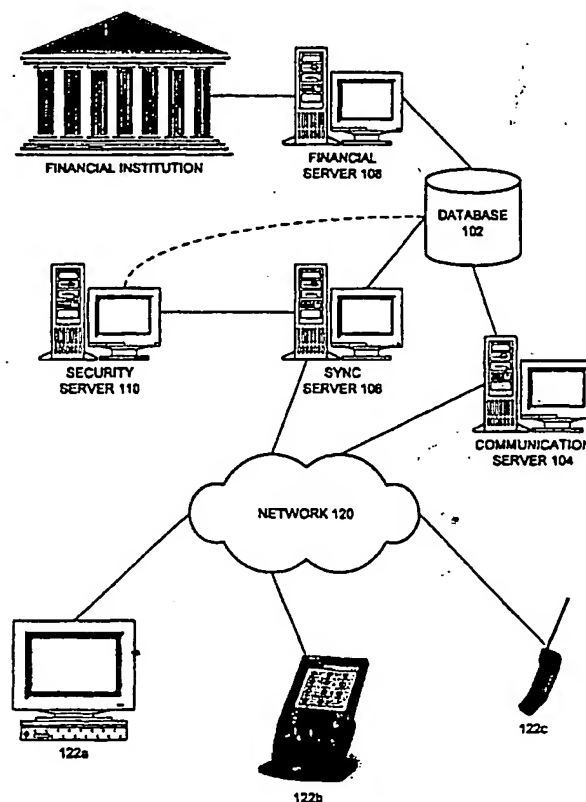 FINANCIAL INSTITUTION
FINANCIAL
SERVER 108
DATABASE
102
SECURITY
SERVER 110
SYNC
SERVER 106
COMMUNICATION
SERVER 104
NETWORK 120
122a
122b
122c